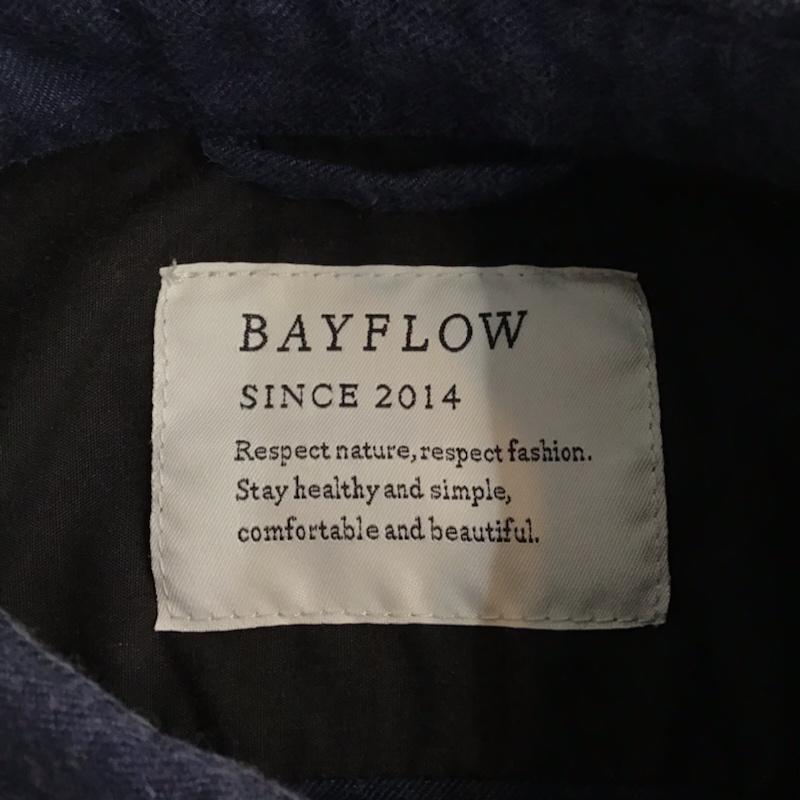 BAYFLOW
SINCE 2014
Respect nature, respect fashion.
Stay healthy and simple,
comfortable and beautiful.